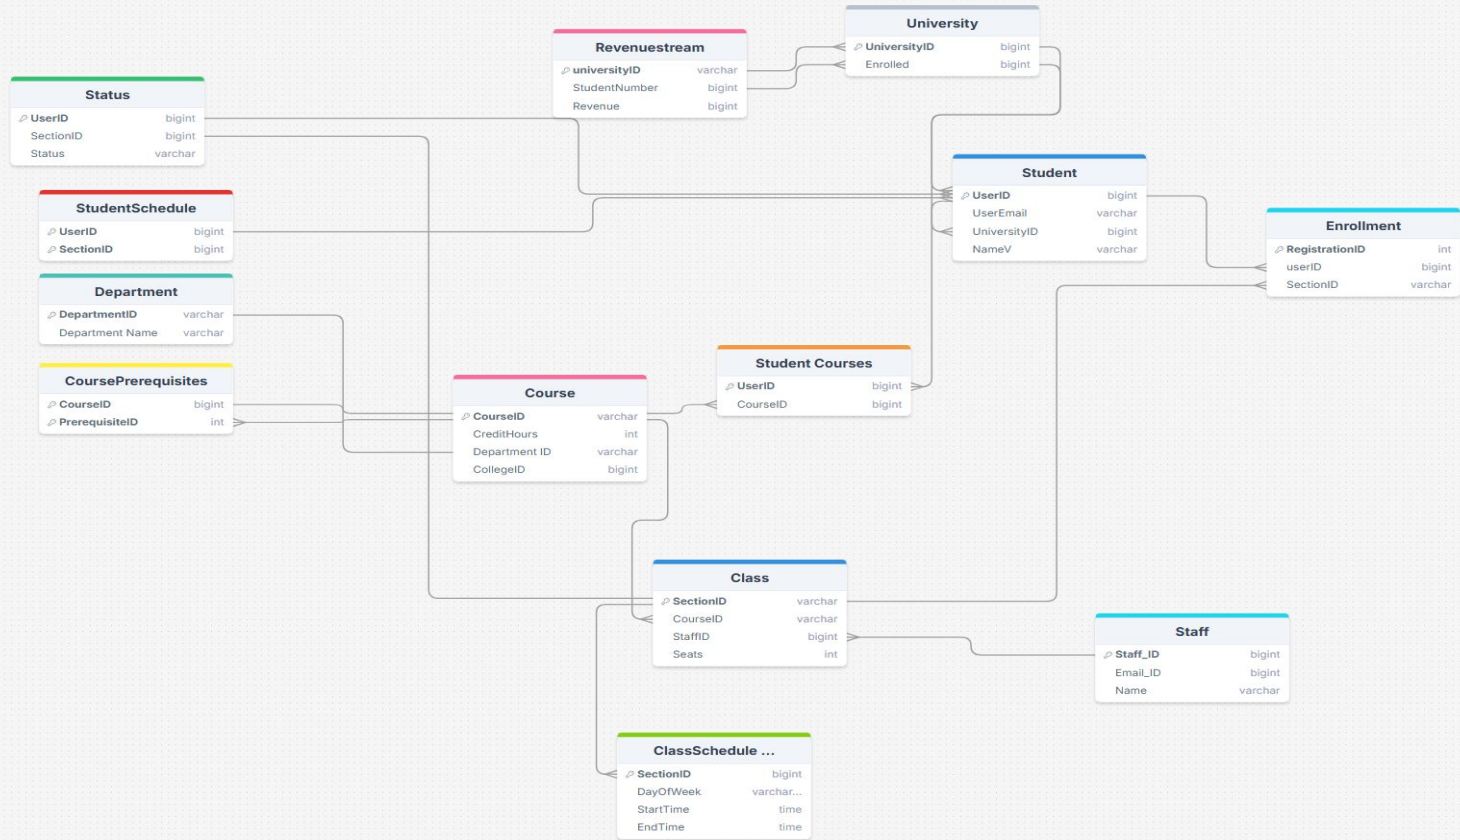 University
UniversityID bigint
Enrolled bigint
Revenuestream
universityID varchar
StudentNumber bigint
Revenue bigint
Status
UserID bigint
SectionID bigint
Status varchar
Student
UserID bigint
UserEmail varchar
UniversityID bigint
NameV varchar
StudentSchedule
UserID bigint
SectionID bigint
Enrollment
RegistrationID int
userID bigint
SectionID varchar
Department
DepartmentID varchar
Department Name varchar
CoursePrerequisites
CourseID bigint
PrerequisiteID int
Student Courses
UserID bigint
CourseID bigint
Course
CourseID varchar
CreditHours int
Department ID varchar
CollegeID bigint
Class
SectionID varchar
CourseID varchar
StaffID bigint
Seats int
Staff
Staff_ID bigint
Email_ID bigint
Name varchar
ClassSchedule ...
SectionID bigint
DayOfWeek varchar...
StartTime time
EndTime time